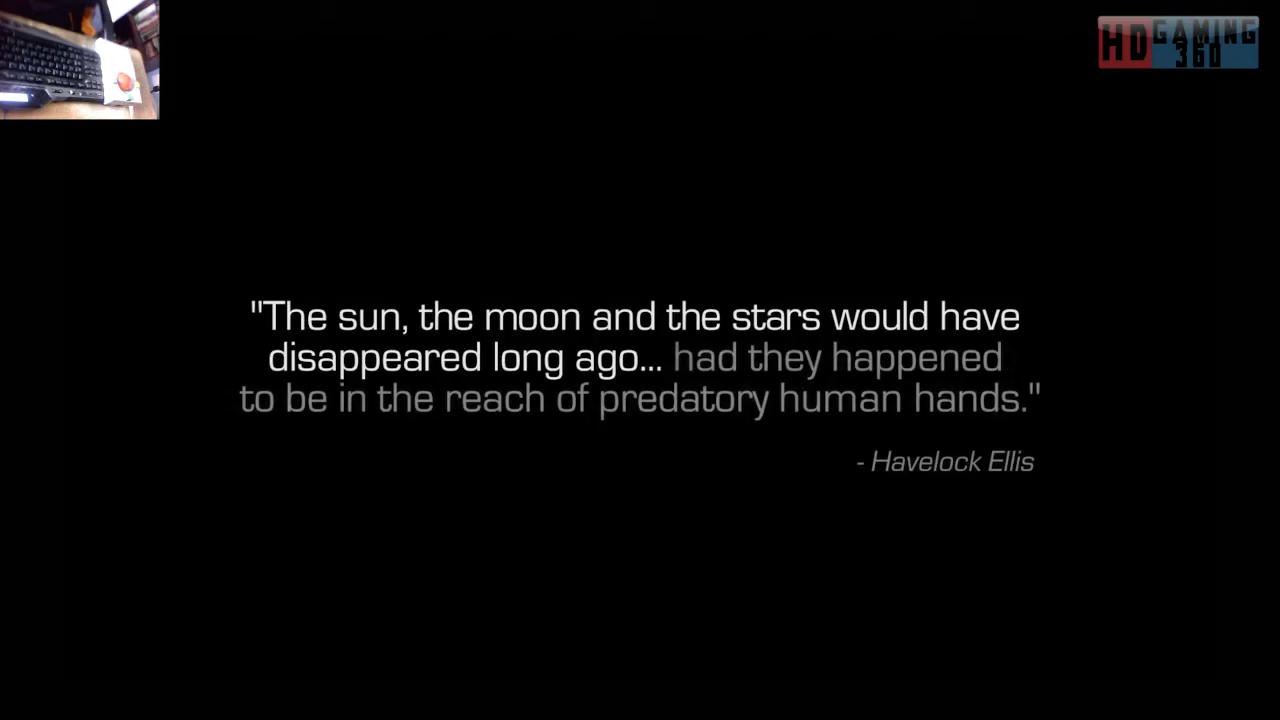 HD GAMING
360
"The sun, the moon and the stars would have
disappeared long ago... had they happened
to be in the reach of predatory human hands."
- Havelock Ellis